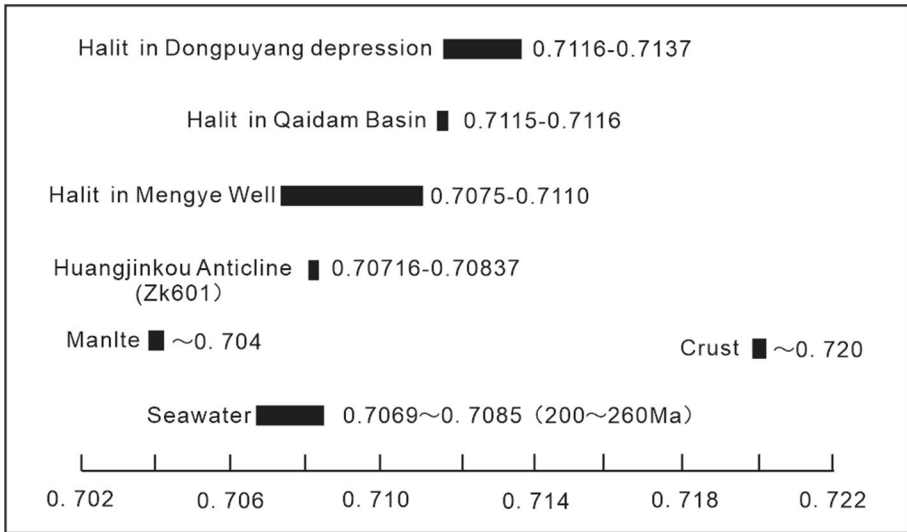 Halit in Dongpuyang depression 0.7116-0.7137
Halit in Qaidam Basin 0.7115-0.7116
Halit in Mengye Well 0.7075-0.7110
Huangjinkou Anticline 0.70716-0.70837
(Zk601）
Manlte ～0. 704
Crust ～0. 720
Seawater 0.7069～0. 7085（200～260Ma）
0. 702 0. 706 0. 710 0. 714 0. 718 0. 722